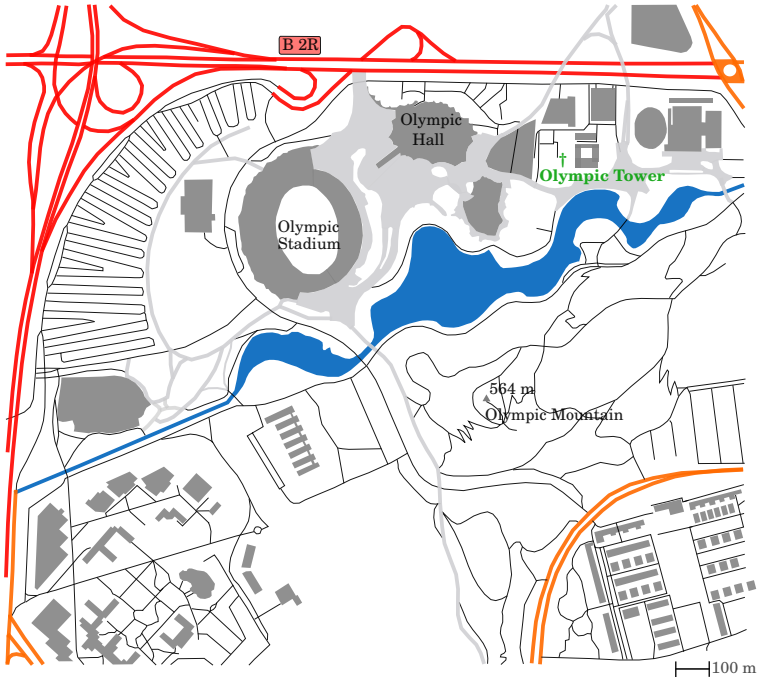 B 2R
Olympic
Hall
†
Olympic Tower
Olympic
Stadium
564 m
Olympic Mountain
100 m